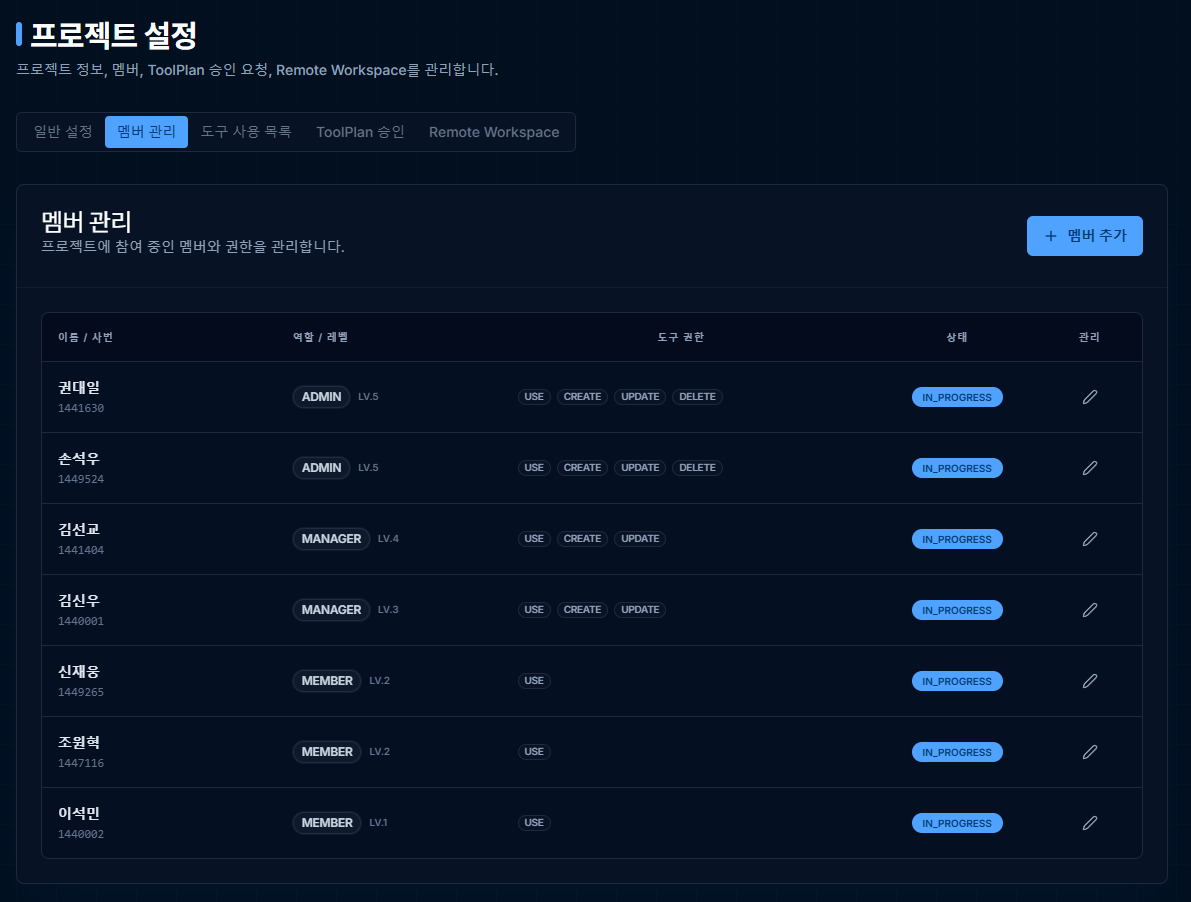 프로젝트 설정
프로젝트 정보, 멤버, ToolPlan 승인 요청, Remote Workspace를 관리합니다.
일반 설정 멤버 관리 도구 사용 목록 ToolPlan 승인 Remote Workspace
멤버 관리
프로젝트에 참여 중인 멤버와 권한을 관리합니다.
+ 멤버 추가
이름 / 사번 역할 / 레벨 도구 권한 상태 관리
권대일
1441630
ADMIN LV.5 USE CREATE UPDATE DELETE IN_PROGRESS
손석우
1449524
ADMIN LV.5 USE CREATE UPDATE DELETE IN_PROGRESS
김선교
1441404
MANAGER LV.4 USE CREATE UPDATE IN_PROGRESS
김신우
1440001
MANAGER LV.3 USE CREATE UPDATE IN_PROGRESS
신재웅
1449265
MEMBER LV.2 USE IN_PROGRESS
조원혁
1447116
MEMBER LV.2 USE IN_PROGRESS
이석민
1440002
MEMBER LV.1 USE IN_PROGRESS